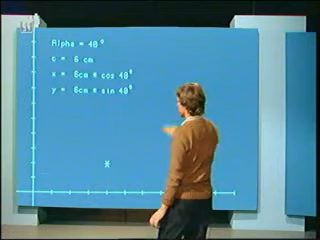 Alpha = 40°
c = 6 cm
x = 6cm * cos 40°
y = 6cm * sin 40°